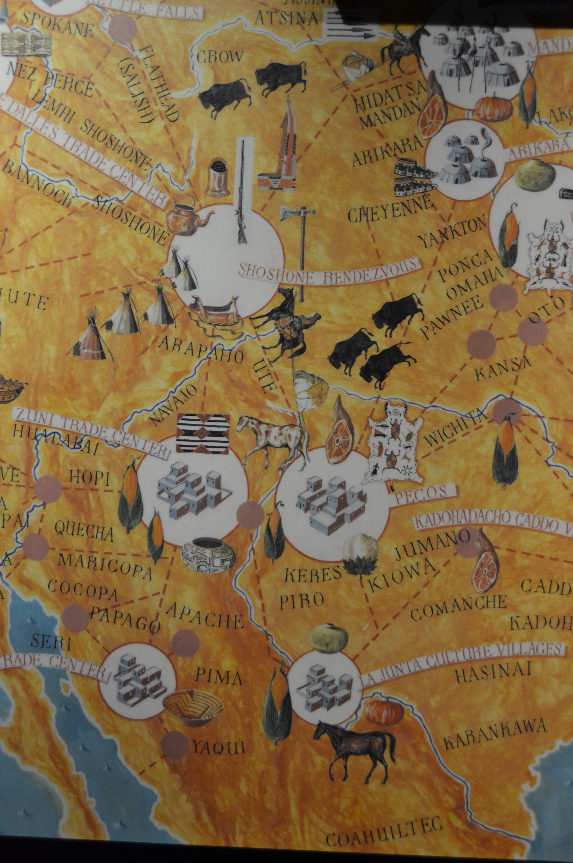 SPOKANE
TTLE FALLS
ATSINA
CROW
FLATHEAD
(SALISH)
NEZ PERCE
LEMHI SHOSHONE
DALLES TRADE CENTER
BANNOCK
SHOSHONE
HIDATSA
MANDAN
MANDA
ARIKARA
ARIKARA
CHEYENNE
YANKTON
SHOSHONE RENDEZVOUS
PONCA
OMAHA
PAWNEE
OTO
KANSA
ARAPAHO
UTE
NAVAJO
ZUNI TRADE CENTER
HUALAPAI
HOPI
WICHITA
PECOS
KADOHADACHO CADDO V
QUECHA
MARICOPA
COCOPA
PAPAGO
APACHE
KERES
PIRO
JUMANO
KIOWA
COMANCHE
CADD
KADOH
SERI
TRADE CENTER
PIMA
LA JUNTA CULTURE VILLAGES
HASINAI
YAQUI
KARANKAWA
COAHUILTEC